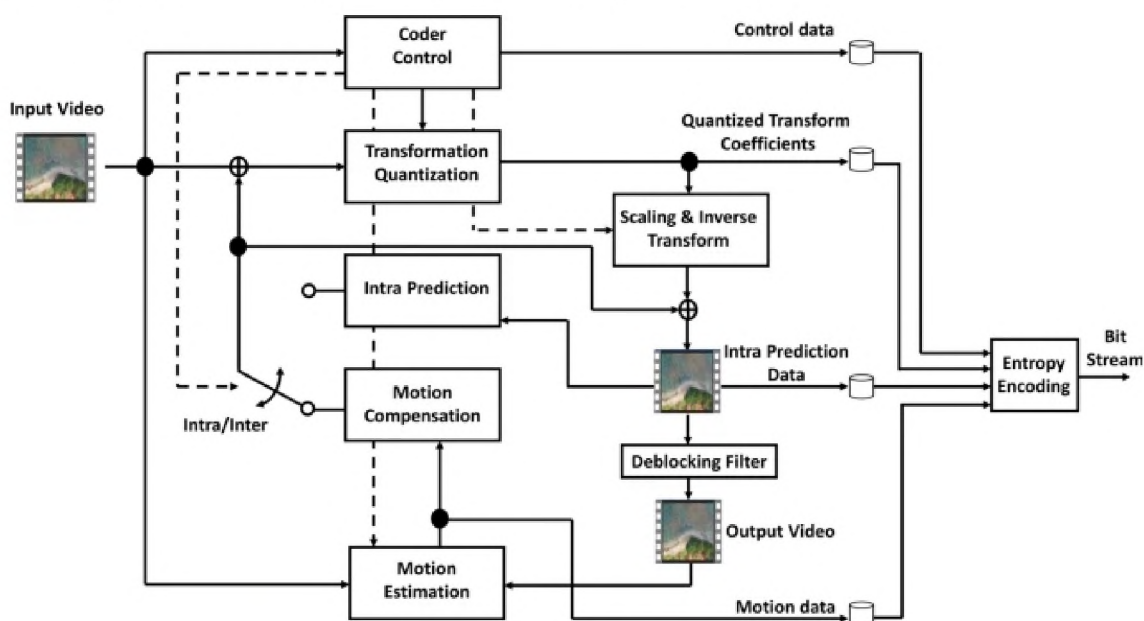 Coder
Control
Control data
Input Video
Transformation
Quantization
Quantized Transform
Coefficients
Scaling & Inverse
Transform
Intra Prediction
Intra Prediction
Data
Bit
Stream
Entropy
Encoding
Motion
Compensation
Intra/Inter
Deblocking Filter
Output Video
Motion
Estimation
Motion data